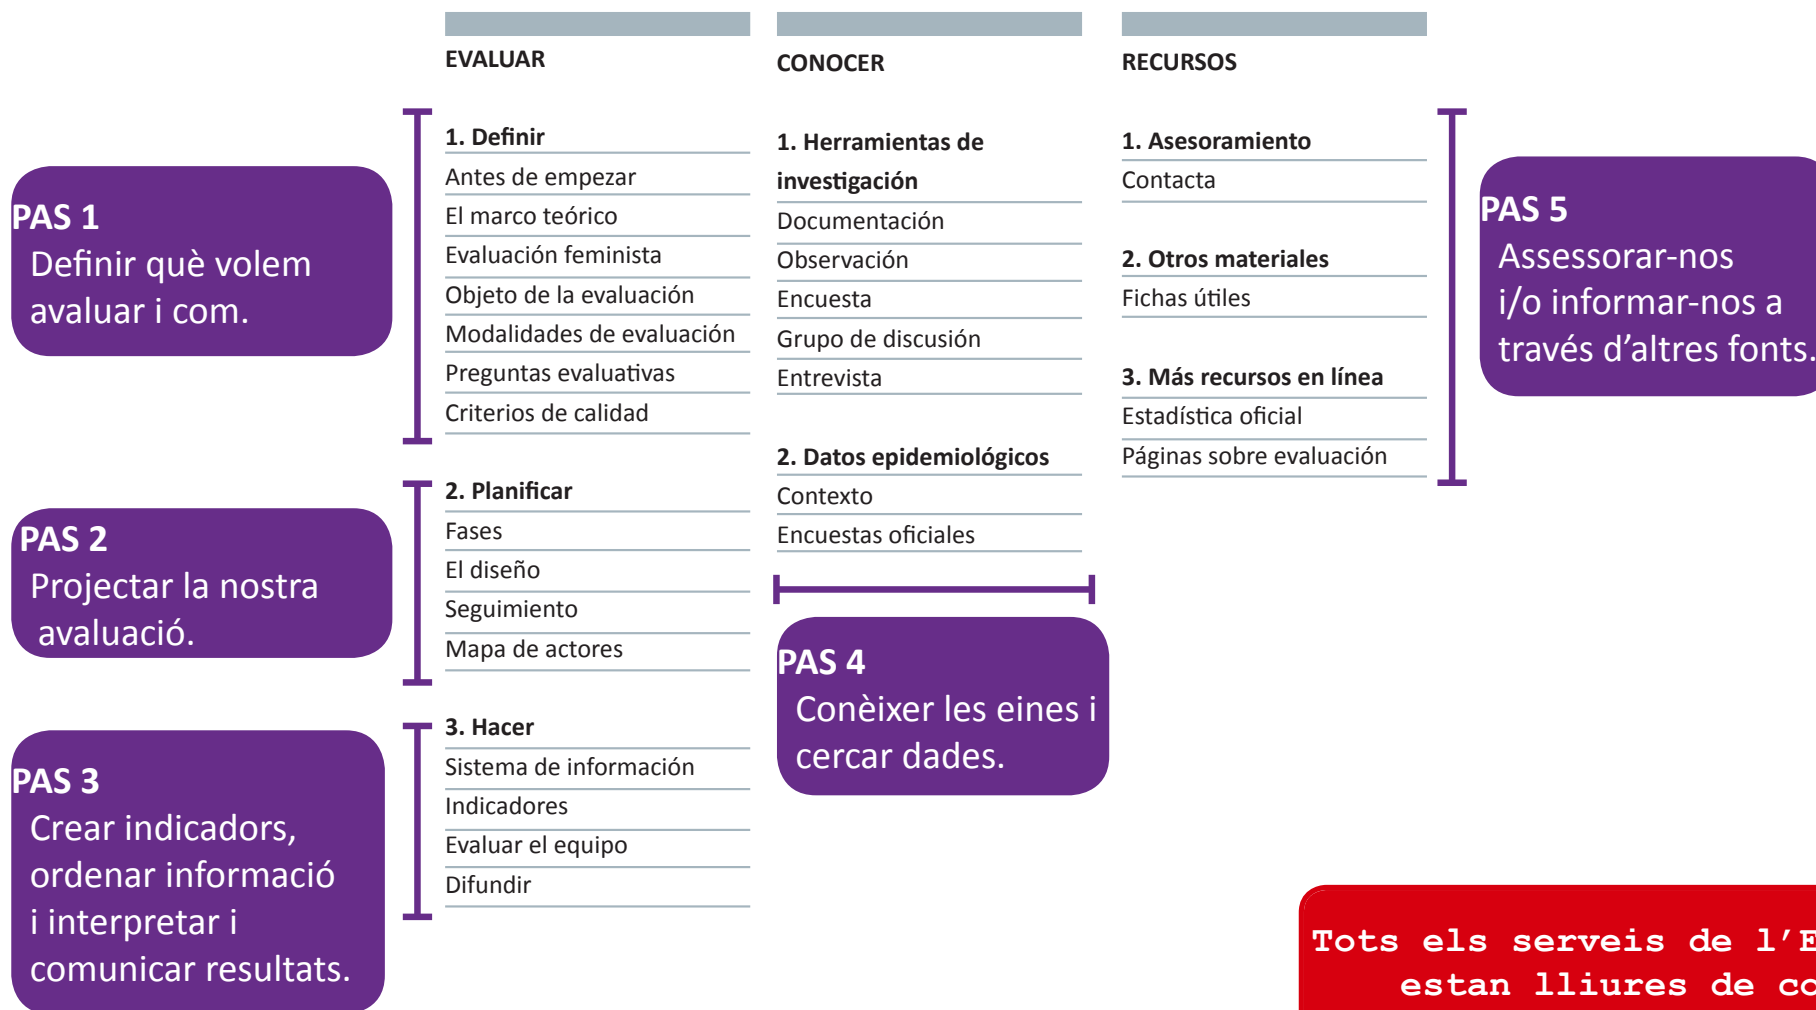 EVALUAR
1. Definir
Antes de empezar
El marco teórico
Evaluación feminista
Objeto de la evaluación
Modalidades de evaluación
Preguntas evaluativas
Criterios de calidad
2. Planificar
Fases
El diseño
Seguimiento
Mapa de actores
3. Hacer
Sistema de información
Indicadores
Evaluar el equipo
Difundir
CONOCER
1. Herramientas de
investigación
Documentación
Observación
Encuesta
Grupo de discusión
Entrevista
2. Datos epidemiológicos
Contexto
Encuestas oficiales
RECURSOS
1. Asesoramiento
Contacta
2. Otros materiales
Fichas útiles
3. Más recursos en línea
Estadística oficial
Páginas sobre evaluación
PAS 1
Definir què volem
avaluar i com.
PAS 2
Projectar la nostra
avaluació.
PAS 3
Crear indicadors,
ordenar informació
i interpretar i
comunicar resultats.
PAS 4
Conèixer les eines i
cercar dades.
PAS 5
Assessorar-nos
i/o informar-nos a
través d’altres fonts.
Tots els serveis de
estan lliures de